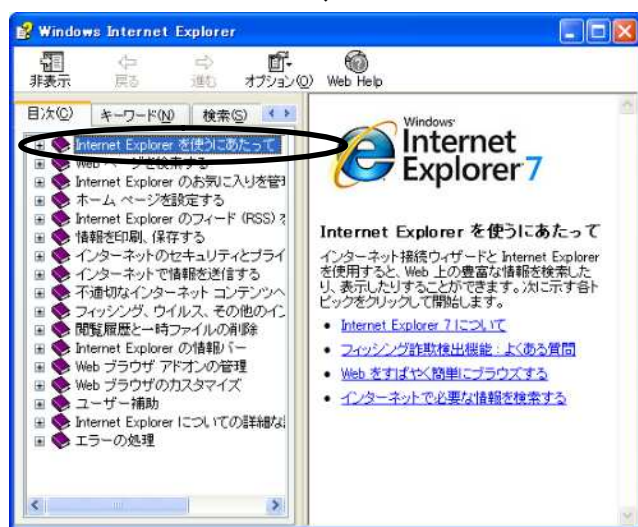 Windows Internet Explorer
非表示 戻る 進む オプション(O) Web Help
目次(C) キーワード(N) 検索(S)
Internet Explorer を使うにあたって
Web ページを検索する
Internet Explorer のお気に入りを管理
ホーム ページを設定する
Internet Explorer のフィード (RSS)
情報を印刷、保存する
インターネットのセキュリティとプライ
インターネットで情報を送信する
不適切なインターネット コンテンツへ
フィッシング、ウイルス、その他のイン
閲覧履歴と一時ファイルの削除
Internet Explorer の情報バー
Web ブラウザ アドオンの管理
Web ブラウザのカスタマイズ
ユーザー補助
Internet Explorer についての詳細な
エラーの処理
Windows
Internet
Explorer 7
Internet Explorer を使うにあたって
インターネット接続ウィザードと Internet Explorer
を使用すると、Web 上の豊富な情報を検索した
り、表示したりすることができます。次に示す各ト
ピックをクリックして開始します。
• Internet Explorer 7 について
• フィッシング詐欺検出機能 : よくある質問
• Web をすばやく簡単にブラウズする
• インターネットで必要な情報を検索する